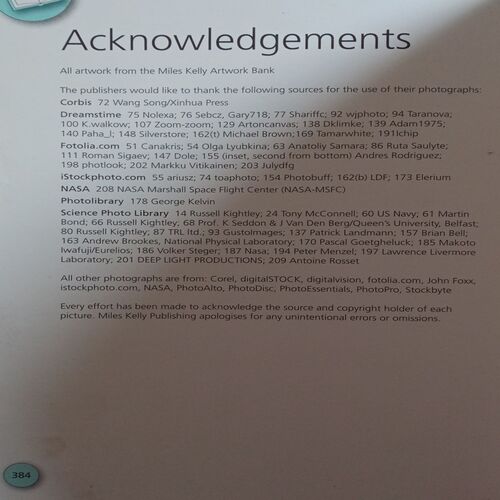 Acknowledgements
All artwork from the Miles Kelly Artwork Bank
The publishers would like to thank the following sources for the use of their photographs:
Corbis 72 Wang Song/Xinhua Press
Dreamstime 75 Nolexa; 76 Sebcz, Gary718; 77 Shariffc; 92 wjphoto; 94 Taranova;
100 K.walkow; 107 Zoom-zoom; 129 Artoncanvas; 138 Dklimke; 139 Adam1975;
140 Paha_l; 148 Silverstore; 162(t) Michael Brown;169 Tamarwhite; 191Ichip
Fotolia.com 51 Canakris; 54 Olga Lyubkina; 63 Anatoliy Samara; 86 Ruta Saulyte;
111 Roman Sigaev; 147 Dole; 155 (inset, second from bottom) Andres Rodriguez;
198 photlook; 202 Markku Vitikainen; 203 Julydfg
iStockphoto.com 55 ariusz; 74 toaphoto; 154 Photobuff; 162(b) LDF; 173 Elerium
NASA 208 NASA Marshall Space Flight Center (NASA-MSFC)
Photolibrary 178 George Kelvin
Science Photo Library 14 Russell Kightley; 24 Tony McConnell; 60 US Navy; 61 Martin
Bond; 66 Russell Kightley; 68 Prof. K Seddon & J Van Den Berg/Queen's University, Belfast;
80 Russell Kightley; 87 TRL ltd.; 93 GustoImages; 137 Patrick Landmann; 157 Brian Bell;
163 Andrew Brookes, National Physical Laboratory; 170 Pascal Goetgheluck; 185 Makoto
Iwafuji/Eurelios; 186 Volker Steger; 187 Nasa; 194 Peter Menzel; 197 Lawrence Livermore
Laboratory; 201 DEEP LIGHT PRODUCTIONS; 209 Antoine Rosset
All other photographs are from: Corel, digitalSTOCK, digitalvision, fotolia.com, John Foxx,
istockphoto.com, NASA, PhotoAlto, PhotoDisc, PhotoEssentials, PhotoPro, Stockbyte
Every effort has been made to acknowledge the source and copyright holder of each
picture. Miles Kelly Publishing apologises for any unintentional errors or omissions.
384